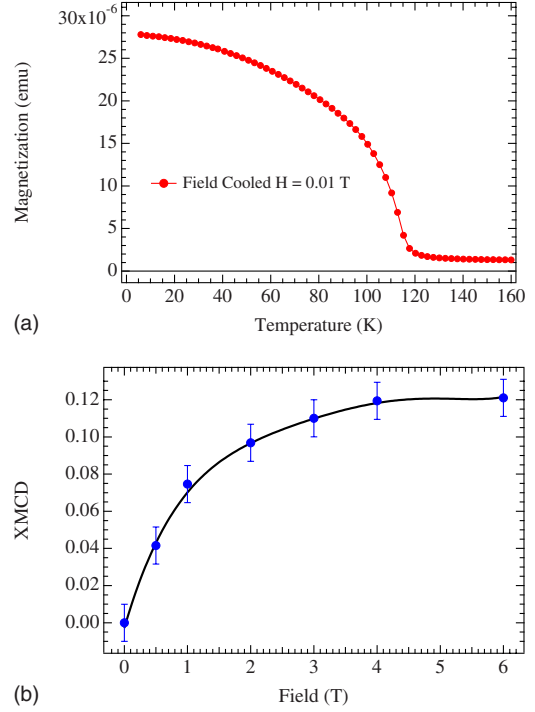 30x10-6
25
20
15
10
5
0
Magnetization (emu)
Field Cooled H = 0.01 T
0 20 40 60 80 100 120 140 160
Temperature (K)
(a)
0.12
0.10
0.08
0.06
0.04
0.02
0.00
XMCD
0 1 2 3 4 5 6
Field (T)
(b)